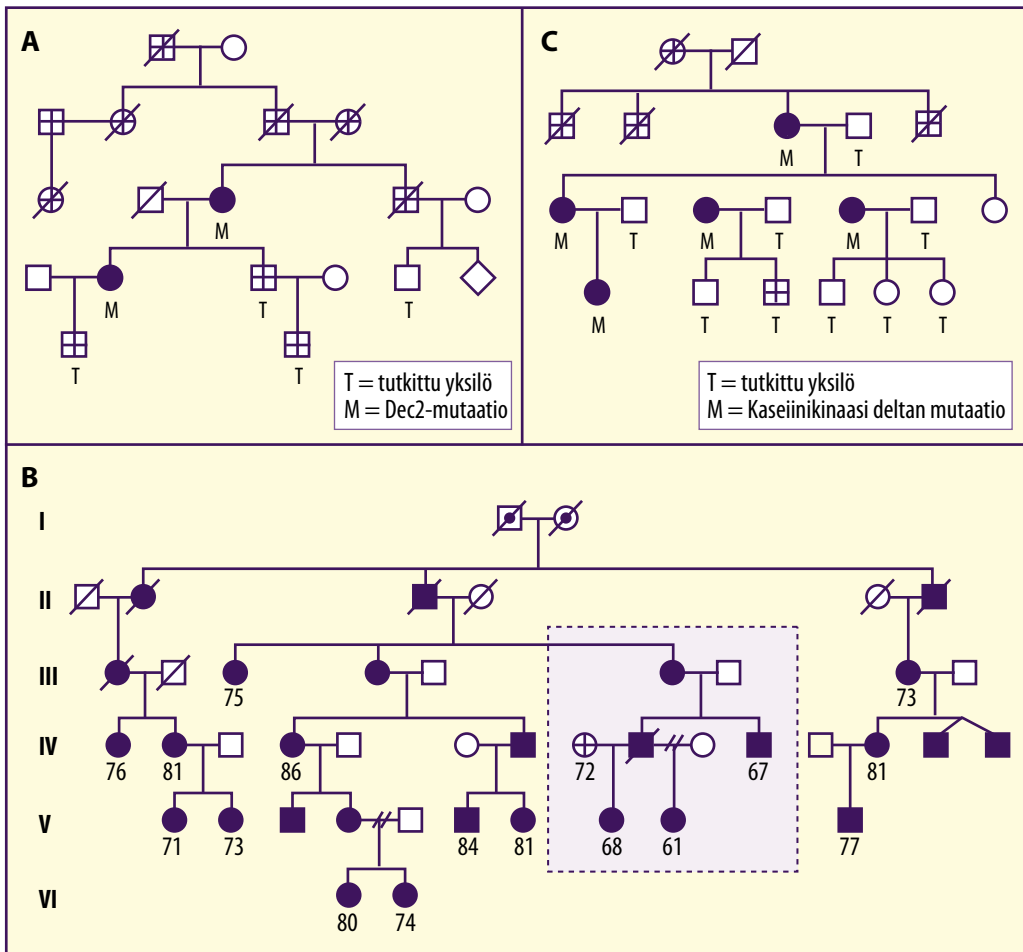 A
M
M
T
T
T
T
T = tutkittu yksilö
M = Dec2-mutaatio
C
M
T
M
T
M
T
M
T
M
T
T
T
T
T
T = tutkittu yksilö
M = Kaseiinikinaasi deltan mutaatio
B
I
II
III
75
73
IV
76
81
86
72
67
81
V
71
73
84
81
68
61
77
VI
80
74